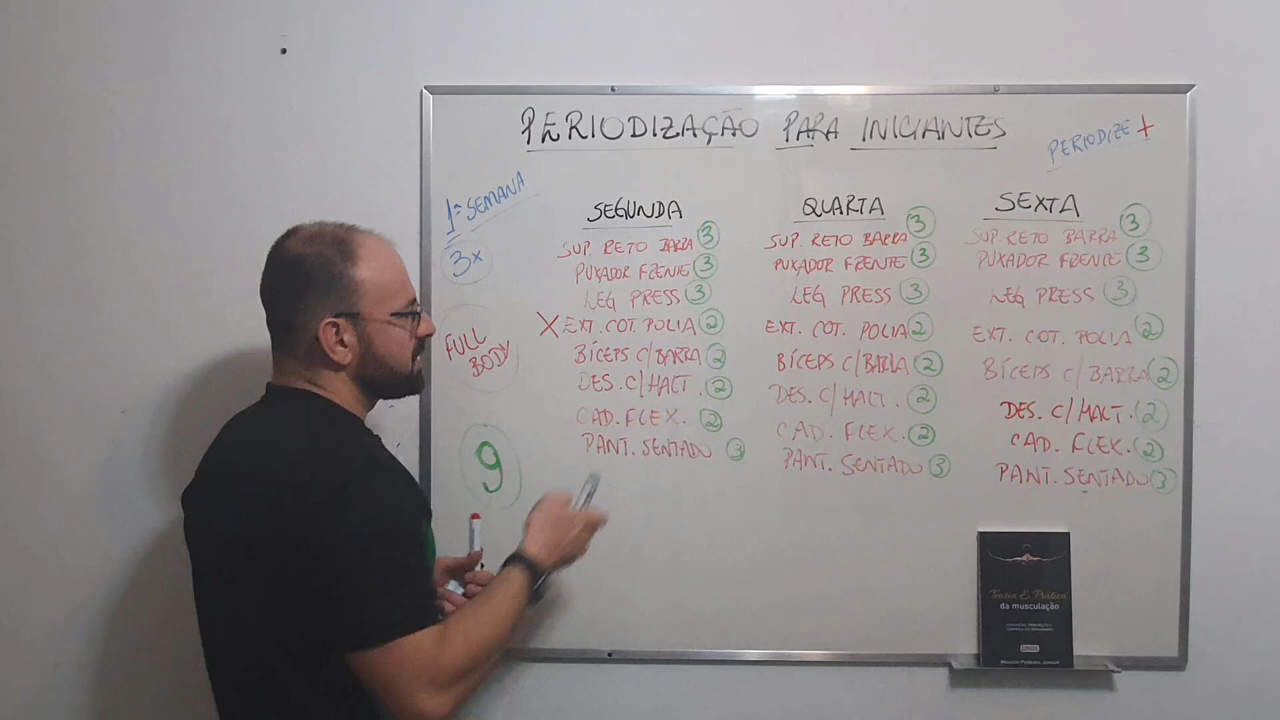 PERIODIZAÇÃO PARA INICIANTES
PERIODIZE +
1ª SEMANA
3x
FULL
BODY
9
SEGUNDA
SUP. RETO BARRA 3
PUXADOR FRENTE 3
LEG PRESS 3
X EXT. COT. POLIA 2
BÍCEPS C/BARRA 2
DES. C/HALT. 2
CAD. FLEX. 2
PANT. SENTADO 3
QUARTA
SUP. RETO BARRA 3
PUXADOR FRENTE 3
LEG PRESS 3
EXT. COT. POLIA 2
BÍCEPS C/BARRA 2
DES. C/HALT. 2
CAD. FLEX. 2
PANT. SENTADO 3
SEXTA
SUP. RETO BARRA 3
PUXADOR FRENTE 3
LEG PRESS 3
EXT. COT. POLIA 2
BÍCEPS C/BARRA 2
DES. C/HALT. 2
CAD. FLEX. 2
PANT. SENTADO 3
Teoria E Prática
da musculação